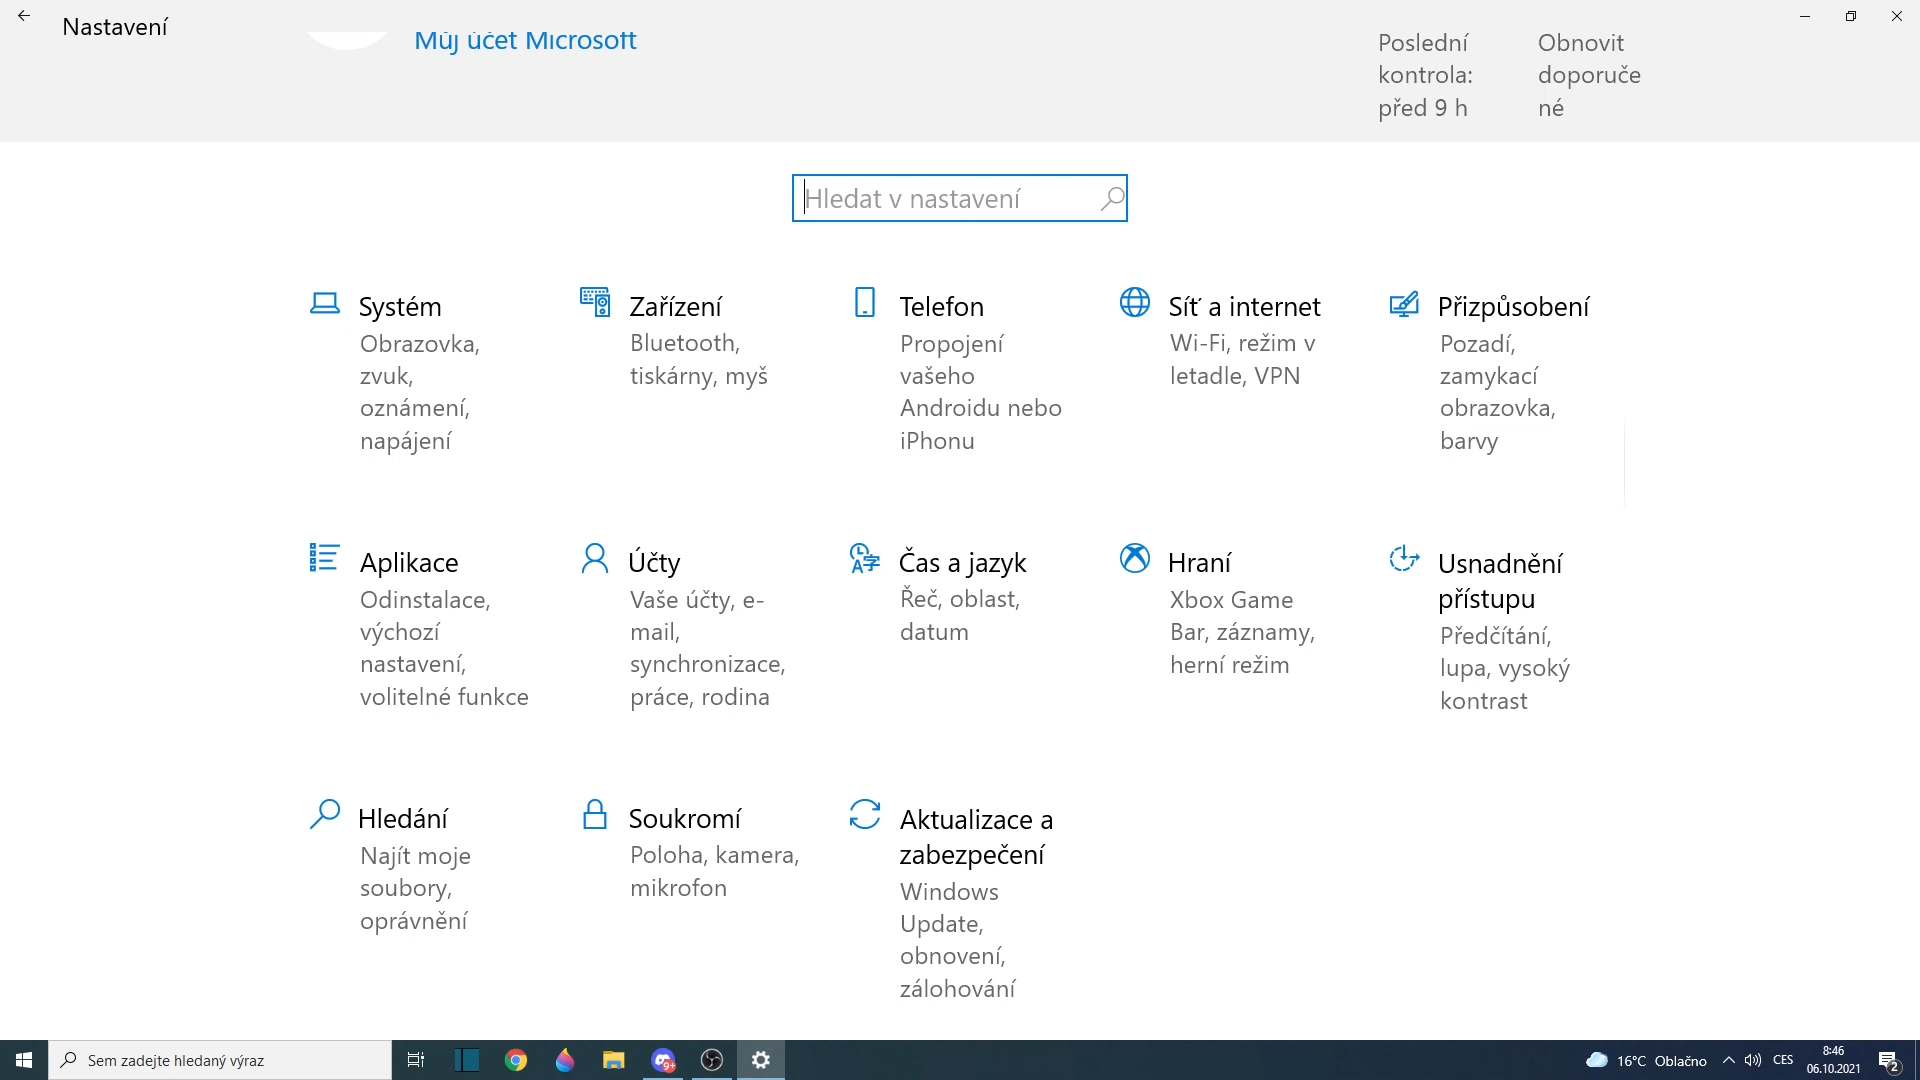 Nastavení
Můj účet Microsoft
Poslední
kontrola:
před 9 h
Obnovit
doporuče
né
Hledat v nastavení
Systém
Obrazovka,
zvuk,
oznámení,
napájení
Zařízení
Bluetooth,
tiskárny, myš
Telefon
Propojení
vašeho
Androidu nebo
iPhonu
Síť a internet
Wi-Fi, režim v
letadle, VPN
Přizpůsobení
Pozadí,
zamykací
obrazovka,
barvy
Aplikace
Odinstalace,
výchozí
nastavení,
volitelné funkce
Účty
Vaše účty, e-
mail,
synchronizace,
práce, rodina
Čas a jazyk
Řeč, oblast,
datum
Hraní
Xbox Game
Bar, záznamy,
herní režim
Usnadnění
přístupu
Předčítání,
lupa, vysoký
kontrast
Hledání
Najít moje
soubory,
oprávnění
Soukromí
Poloha, kamera,
mikrofon
Aktualizace a
zabezpečení
Windows
Update,
obnovení,
zálohování
Sem zadejte hledaný výraz
9+
16°C Oblačno
CES
8:46
06.10.2021
2